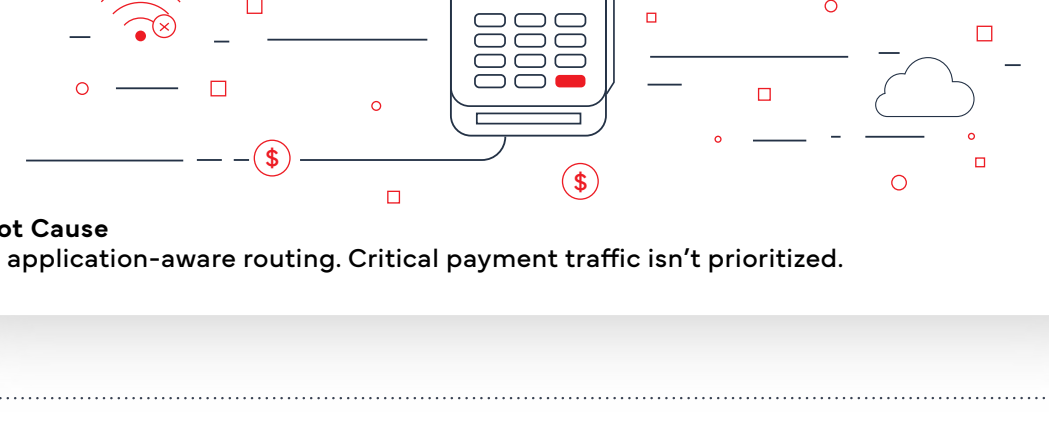 $
$
ot Cause
application-aware routing. Critical payment traffic isn’t prioritized.